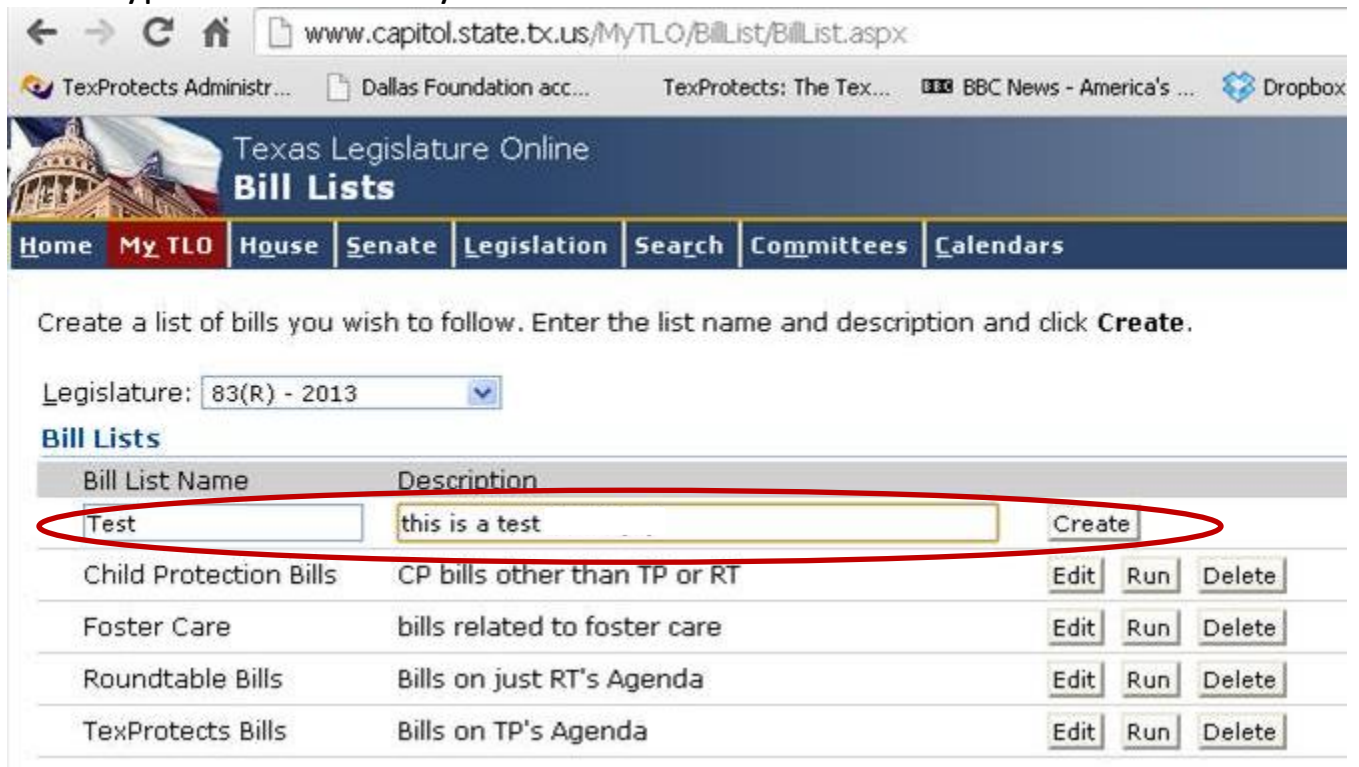 www.capitol.state.tx.us/MyTLO/BillList/BillList.aspx
TexProtects Administr... Dallas Foundation acc... TexProtects: The Tex... BBC BBC News - America's ... Dropbox
Texas Legislature Online
Bill Lists
Home My TLO House Senate Legislation Search Committees Calendars
Create a list of bills you wish to follow. Enter the list name and description and click Create.
Legislature: 83(R) - 2013
Bill Lists
Bill List Name Description
Test this is a test Create
Child Protection Bills CP bills other than TP or RT Edit Run Delete
Foster Care bills related to foster care Edit Run Delete
Roundtable Bills Bills on just RT's Agenda Edit Run Delete
TexProtects Bills Bills on TP's Agenda Edit Run Delete